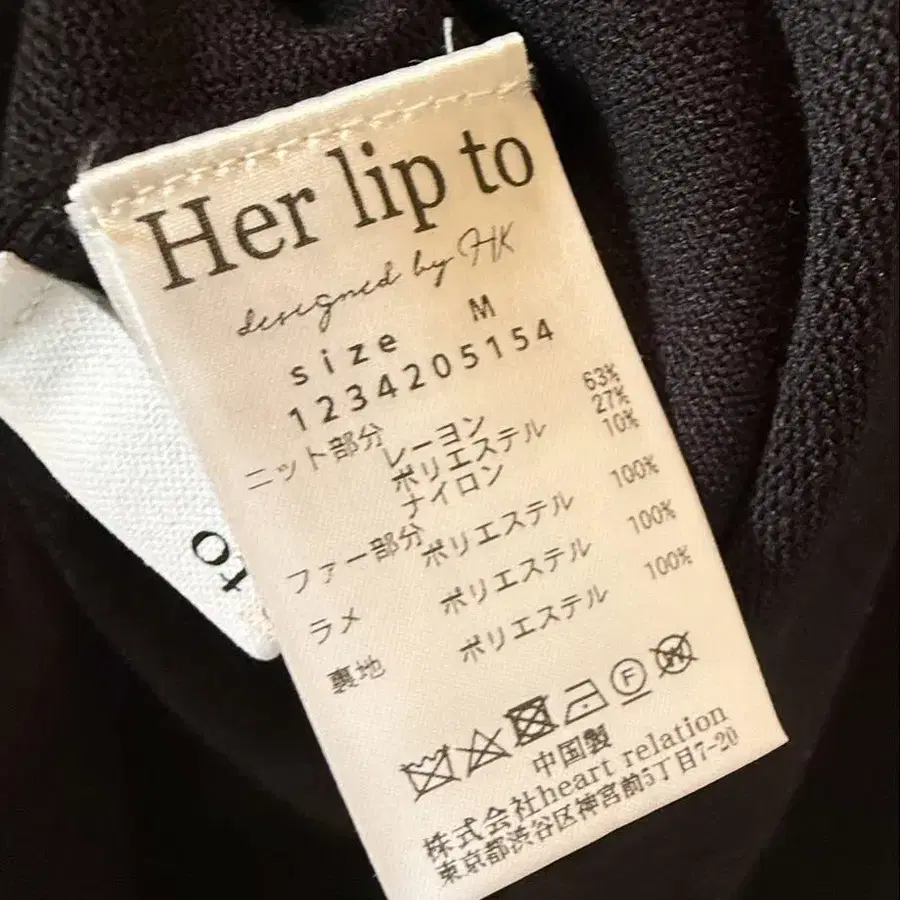 Her lip to
designed by HK
size M
1234205154
ニット部分 レーヨン 63%
ポリエステル 27%
ナイロン 10%
ファー部分 ポリエステル 100%
ラメ ポリエステル 100%
裏地 ポリエステル 100%
F
W
中国製
株式会社heart relation
東京都渋谷区神宮前5丁目7-20
to